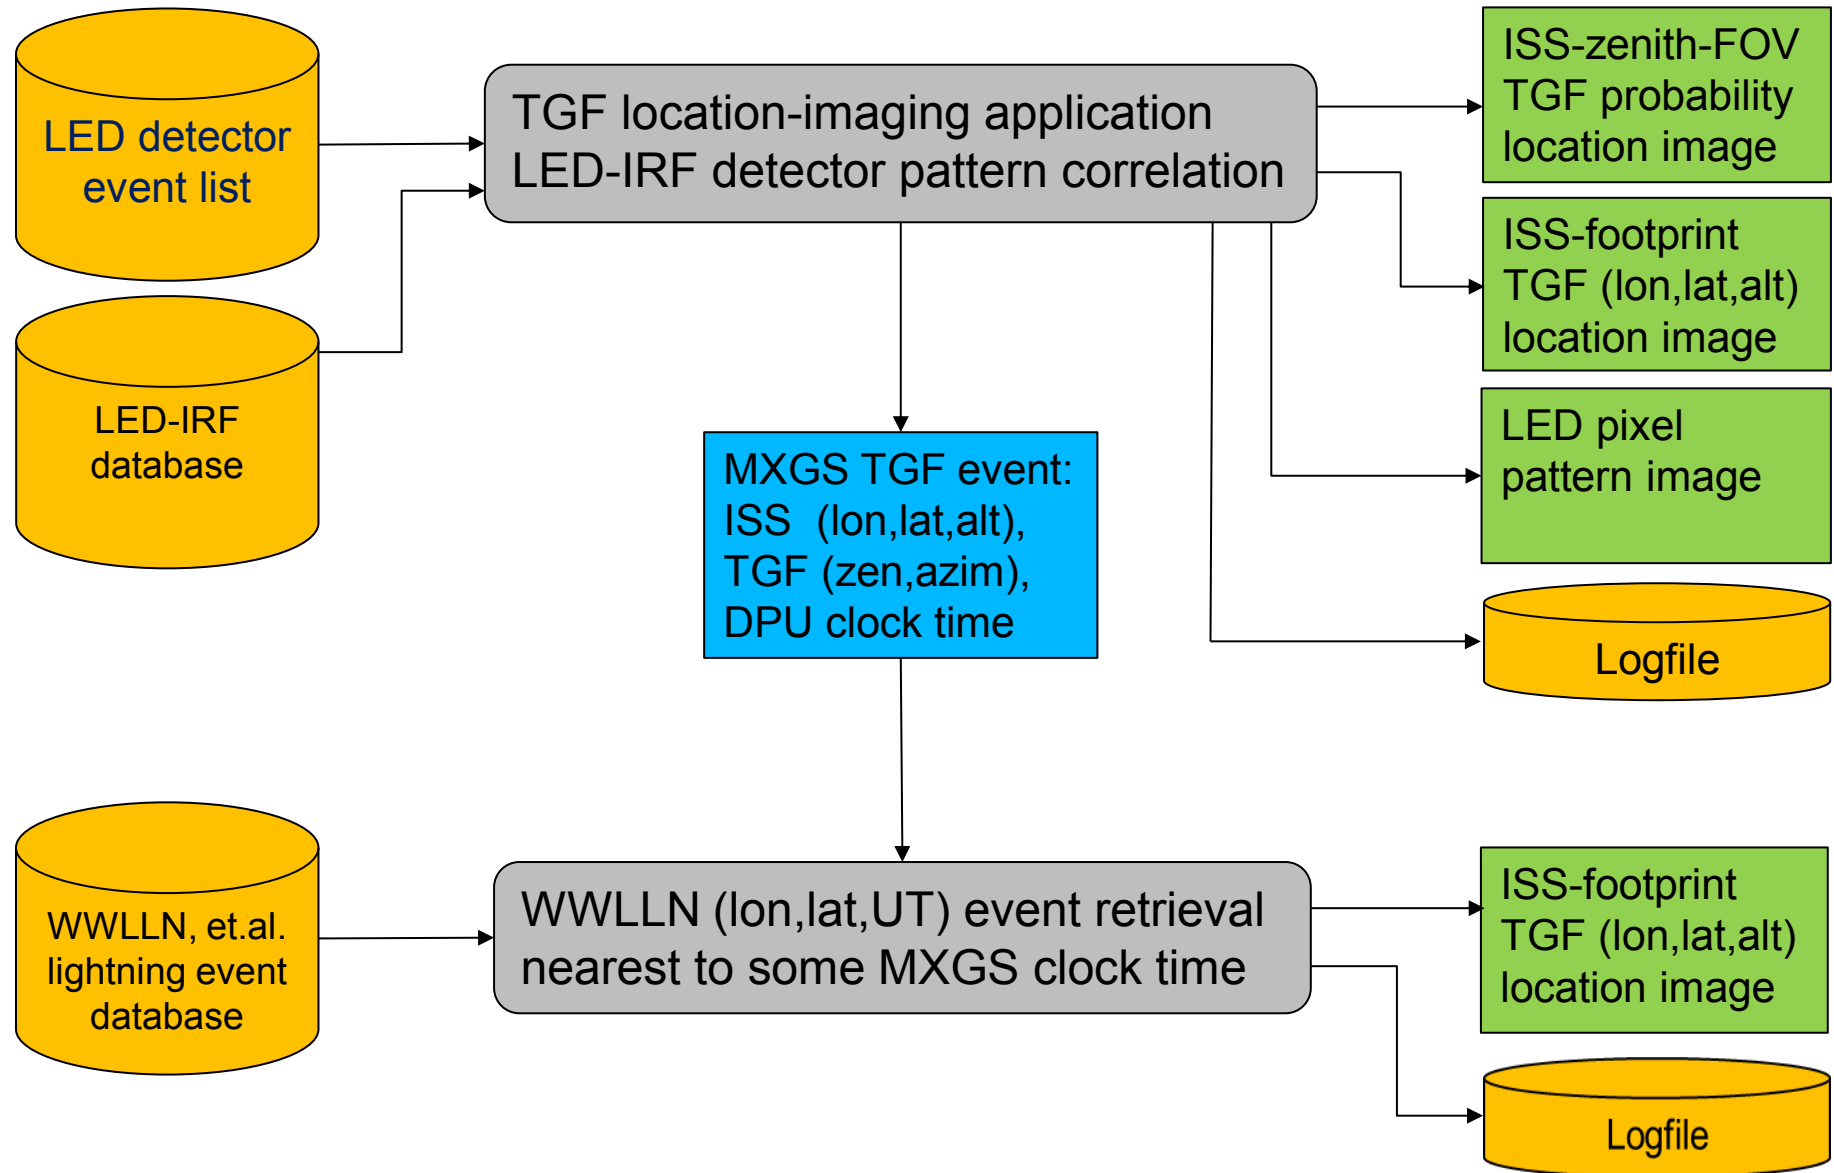 LED detector
event list
TGF location-imaging application
LED-IRF detector pattern correlation
ISS-zenith-FOV
TGF probability
location image
ISS-footprint
TGF (lon,lat,alt)
location image
LED-IRF
database
LED pixel
pattern image
MXGS TGF event:
ISS  (lon,lat,alt),
TGF (zen,azim),
DPU clock time
Logfile
WWLLN, et.al.
lightning event
database
WWLLN (lon,lat,UT) event retrieval
nearest to some MXGS clock time
ISS-footprint
TGF (lon,lat,alt)
location image
Logfile